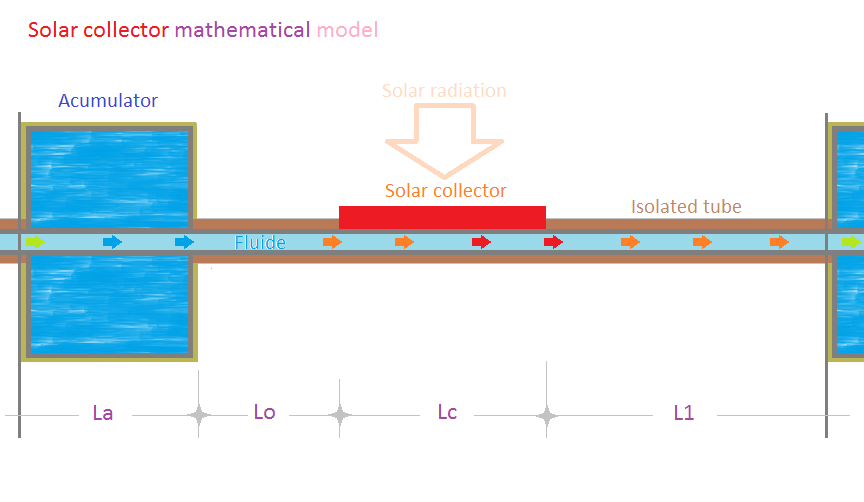 Solar collector mathematical model
Solar radiation
Acumulator
Solar collector
Isolated tube
Fluide
La
Lo
Lc
L1